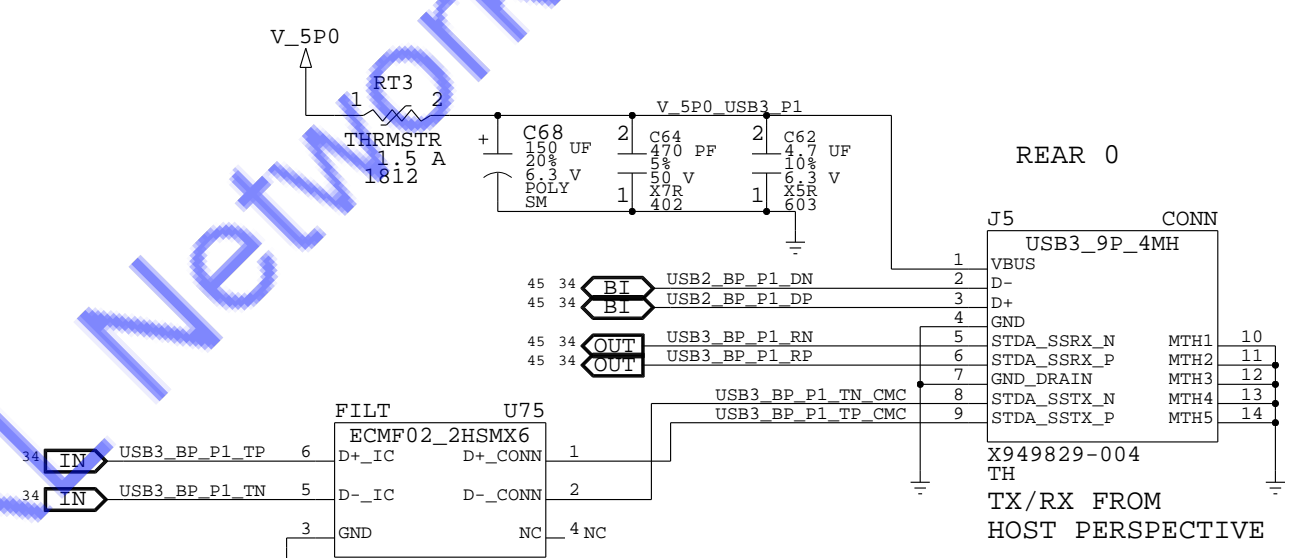 V_5P0
RT3
1 2
THRMSTR
1.5 A
1812
V_5P0_USB3_P1
+
C68
150 UF
20%
6.3 V
POLY
SM
2
C64
470 PF
5%
50 V
X7R
402
1
2
C62
4.7 UF
10%
6.3 V
X5R
603
1
REAR 0
J5 CONN
USB3_9P_4MH
1 VBUS
45 34 BI USB2_BP_P1_DN 2 D-
45 34 BI USB2_BP_P1_DP 3 D+
4 GND
45 34 OUT USB3_BP_P1_RN 5 STDA_SSRX_N MTH1 10
45 34 OUT USB3_BP_P1_RP 6 STDA_SSRX_P MTH2 11
7 GND_DRAIN MTH3 12
USB3_BP_P1_TN_CMC 8 STDA_SSTX_N MTH4 13
USB3_BP_P1_TP_CMC 9 STDA_SSTX_P MTH5 14
X949829-004
TH
TX/RX FROM
HOST PERSPECTIVE
FILT U75
ECMF02_2HSMX6
34 IN USB3_BP_P1_TP 6 D+_IC D+_CONN 1
34 IN USB3_BP_P1_TN 5 D-_IC D-_CONN 2
3 GND NC 4 NC
L Network